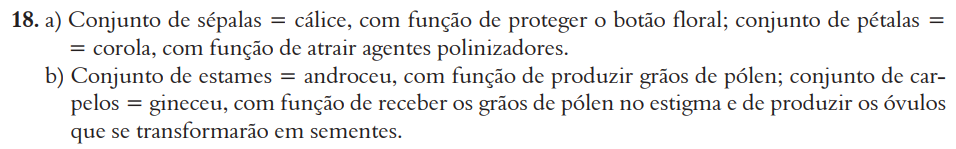 18. a) Conjunto de sépalas = cálice, com função de proteger o botão floral; conjunto de pétalas =
= corola, com função de atrair agentes polinizadores.
b) Conjunto de estames = androceu, com função de produzir grãos de pólen; conjunto de car-
pelos = gineceu, com função de receber os grãos de pólen no estigma e de produzir os óvulos
que se transformarão em sementes.